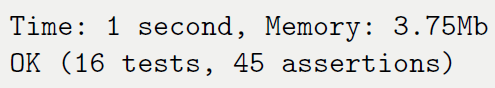 Time: 1 second, Memory: 3.75Mb
OK (16 tests, 45 assertions)